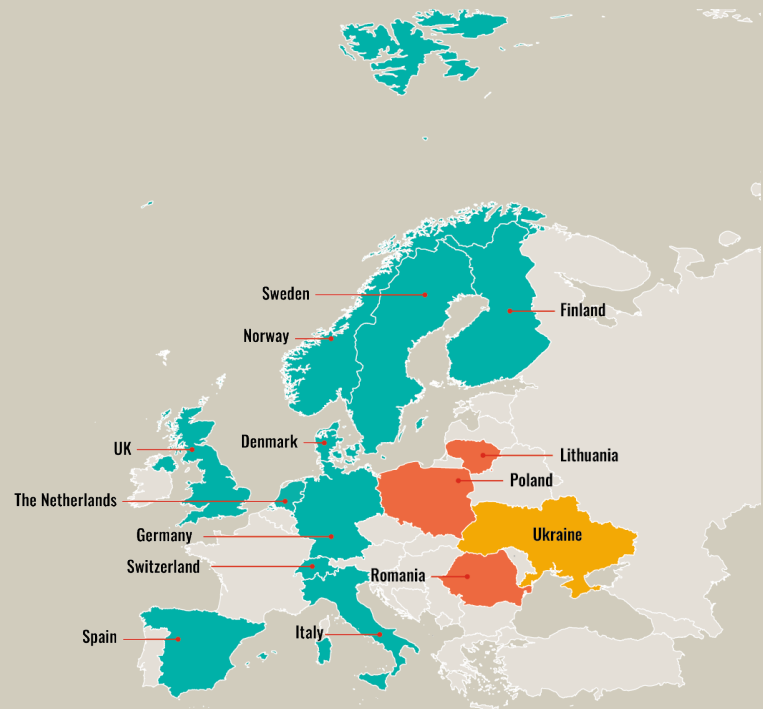 Sweden
Finland
Norway
Denmark
UK
Lithuania
Poland
The Netherlands
Germany
Ukraine
Switzerland
Romania
Italy
Spain